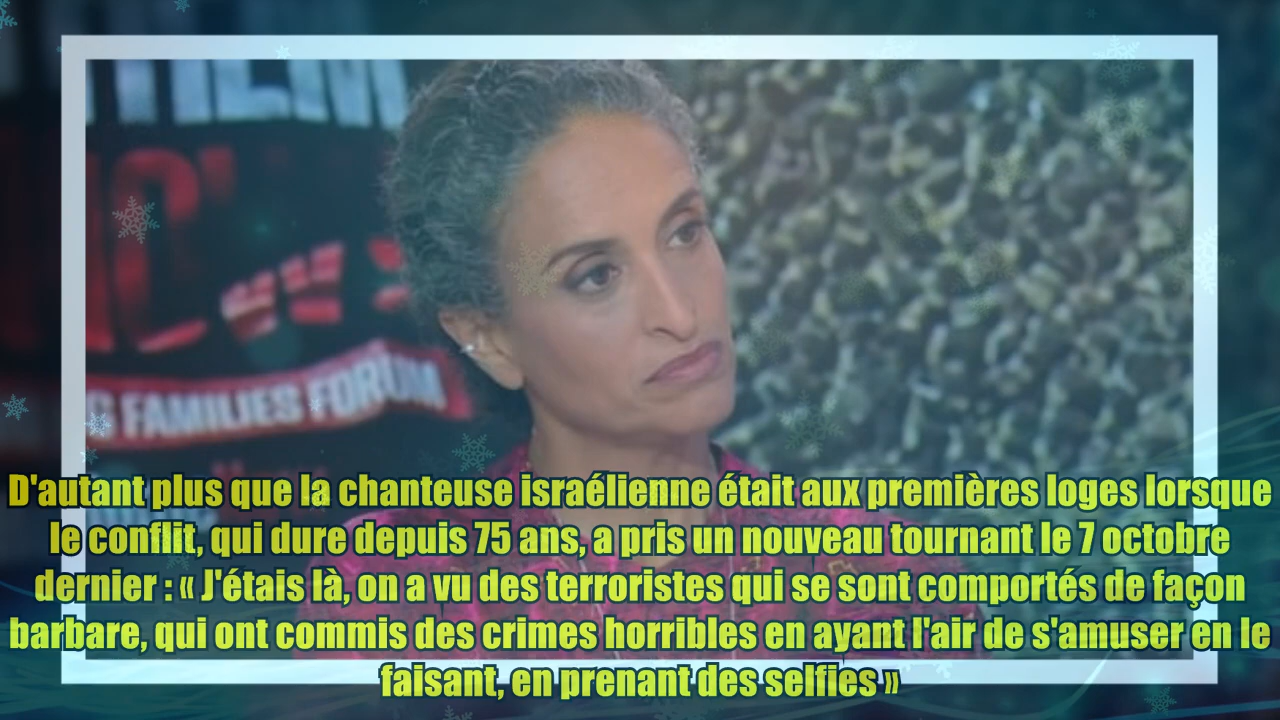 FAMILIES FORUM
D'autant plus que la chanteuse israélienne était aux premières loges lorsque
le conflit, qui dure depuis 75 ans, a pris un nouveau tournant le 7 octobre
dernier : « J'étais là, on a vu des terroristes qui se sont comportés de façon
barbare, qui ont commis des crimes horribles en ayant l'air de s'amuser en le
faisant, en prenant des selfies »